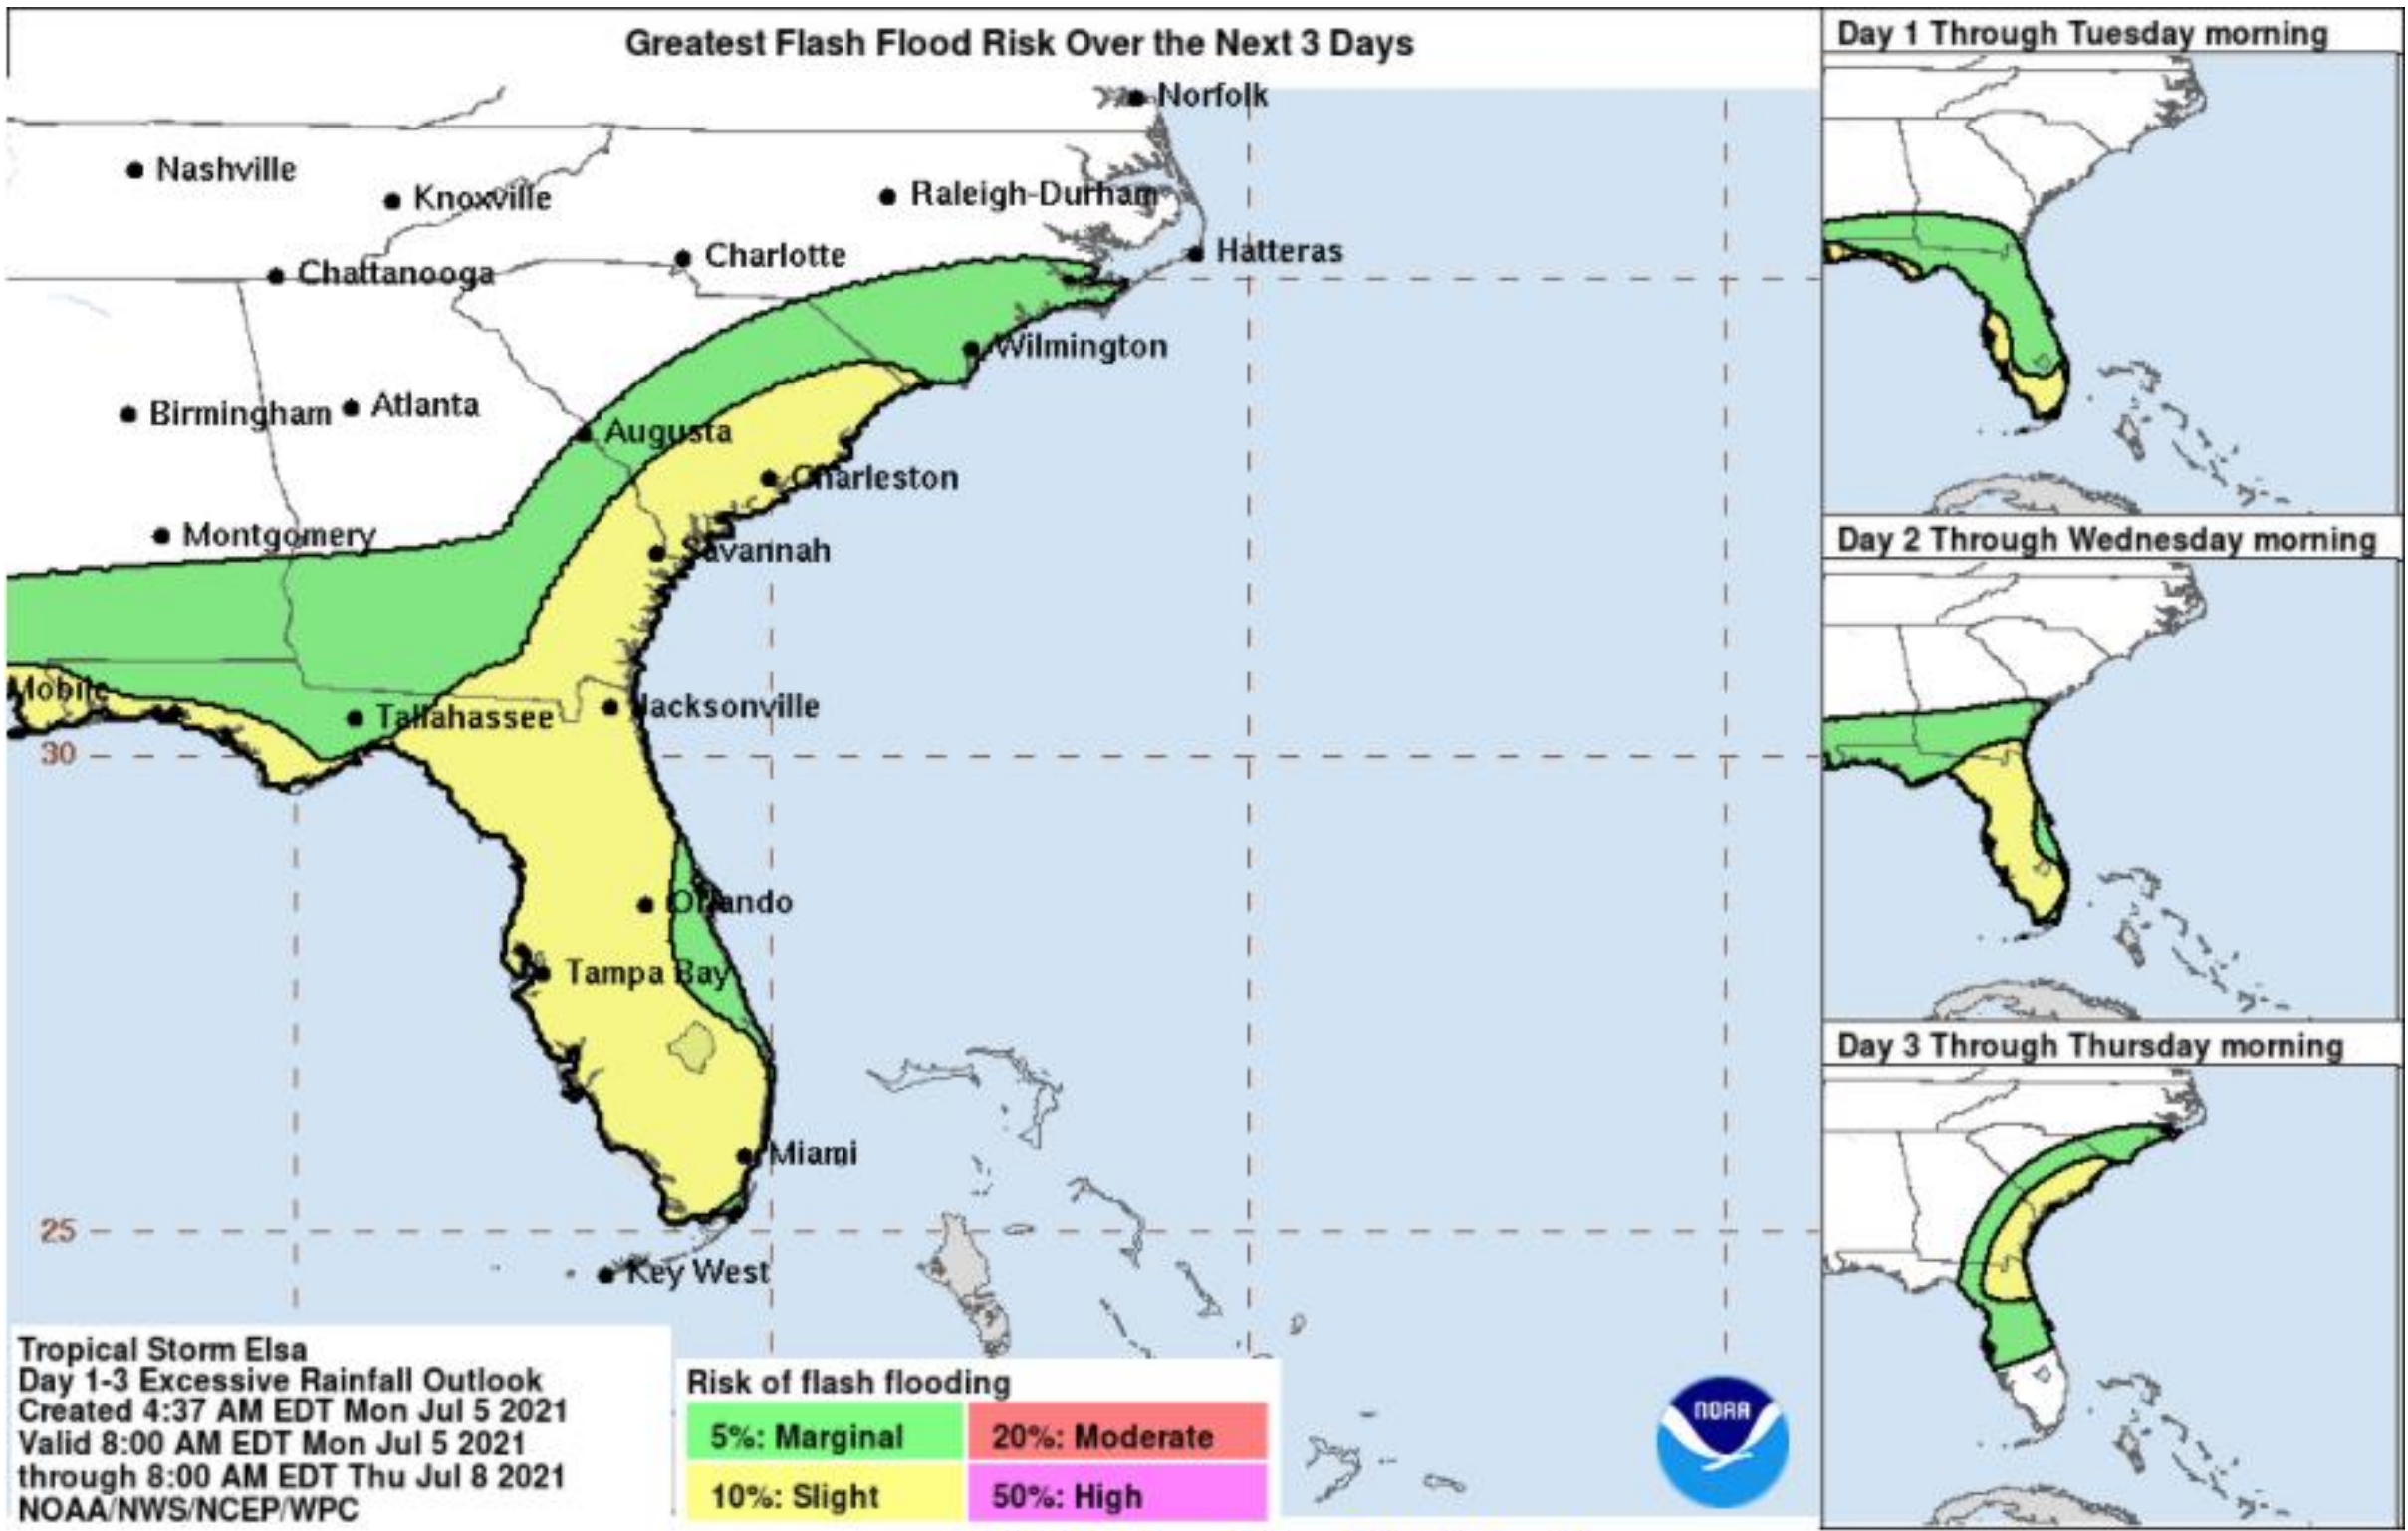 Greatest Flash Flood Risk Over the Next 3 Days
Norfolk
Nashville
Knoxville
Raleigh-Durham
Charlotte
Hatteras
Chattanooga
Wilmington
Birmingham
Atlanta
Augusta
Charleston
Montgomery
Savannah
Mobile
Tallahassee
Jacksonville
30
Orlando
Tampa Bay
Miami
25
Key West
Tropical Storm Elsa
Day 1-3 Excessive Rainfall Outlook
Created 4:37 AM EDT Mon Jul 5 2021
Valid 8:00 AM EDT Mon Jul 5 2021
through 8:00 AM EDT Thu Jul 8 2021
NOAA/NWS/NCEP/WPC
Risk of flash flooding
5%: Marginal
20%: Moderate
10%: Slight
50%: High
NOAA
Day 1 Through Tuesday morning
Day 2 Through Wednesday morning
Day 3 Through Thursday morning